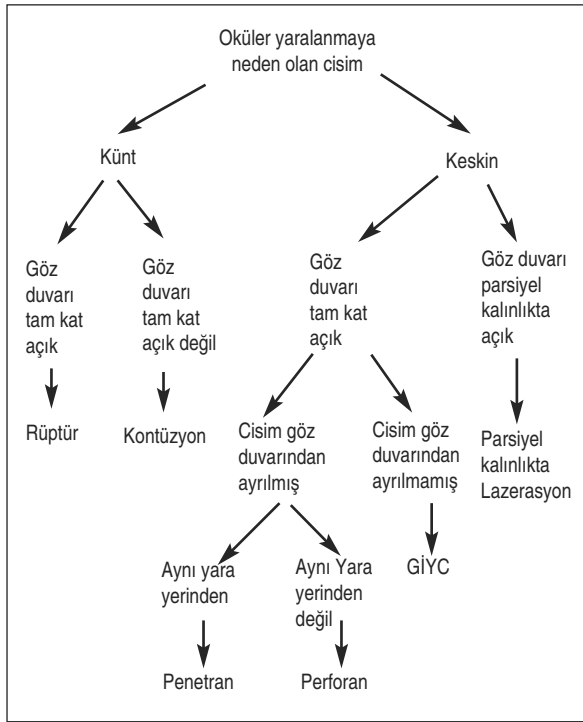 Oküler yaralanmaya
neden olan cisim
Künt
Keskin
Göz
duvarı
tam kat
açık
Göz
duvarı
tam kat
açık değil
Göz
duvarı
tam kat
açık
Göz duvarı
parsiyel
kalınlıkta
açık
Rüptür
Kontüzyon
Cisim göz
duvarından
ayrılmış
Cisim göz
duvarından
ayrılmamış
Parsiyel
kalınlıkta
Lazerasyon
Aynı yara
yerinden
Aynı Yara
yerinden
değil
GİYC
Penetran
Perforan